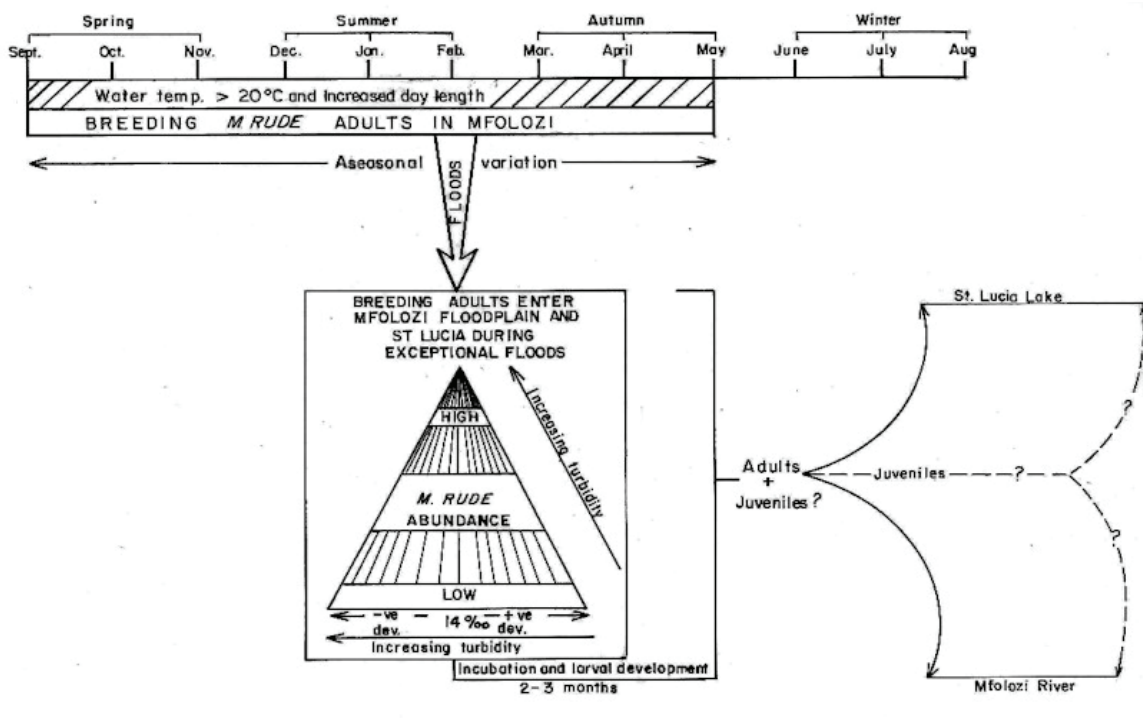 Spring Summer Autumn Winter
Sept. Oct. Nov. Dec. Jan. Feb. Mar. April May June July Aug
Water temp. > 20°C and Increased day length
BREEDING M. RUDE ADULTS IN MFOLOZI
Aseasonal variation
FLOODS
BREEDING ADULTS ENTER
MFOLOZI FLOODPLAIN AND
ST LUCIA DURING
EXCEPTIONAL FLOODS
HIGH
Increasing turbidity
M. RUDE
ABUNDANCE
LOW
-ve dev. - 14‰ +ve dev.
Increasing turbidity
Incubation and larval development
2-3 months
Adults
+
Juveniles ?
Juveniles ?
St. Lucia Lake
?
?
Mfolozi River